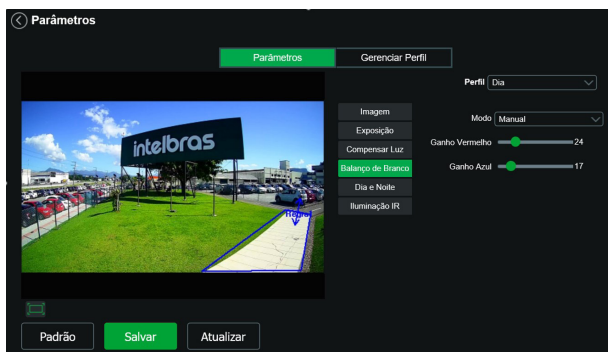 Parâmetros
Parâmetros Gerenciar Perfil
Perfil Dia
Modo Manual
Ganho Vermelho 24
Ganho Azul 17
Imagem
Exposição
Compensar Luz
Balanço de Branco
Dia e Noite
Iluminação IR
intelbras
Padrão Salvar Atualizar